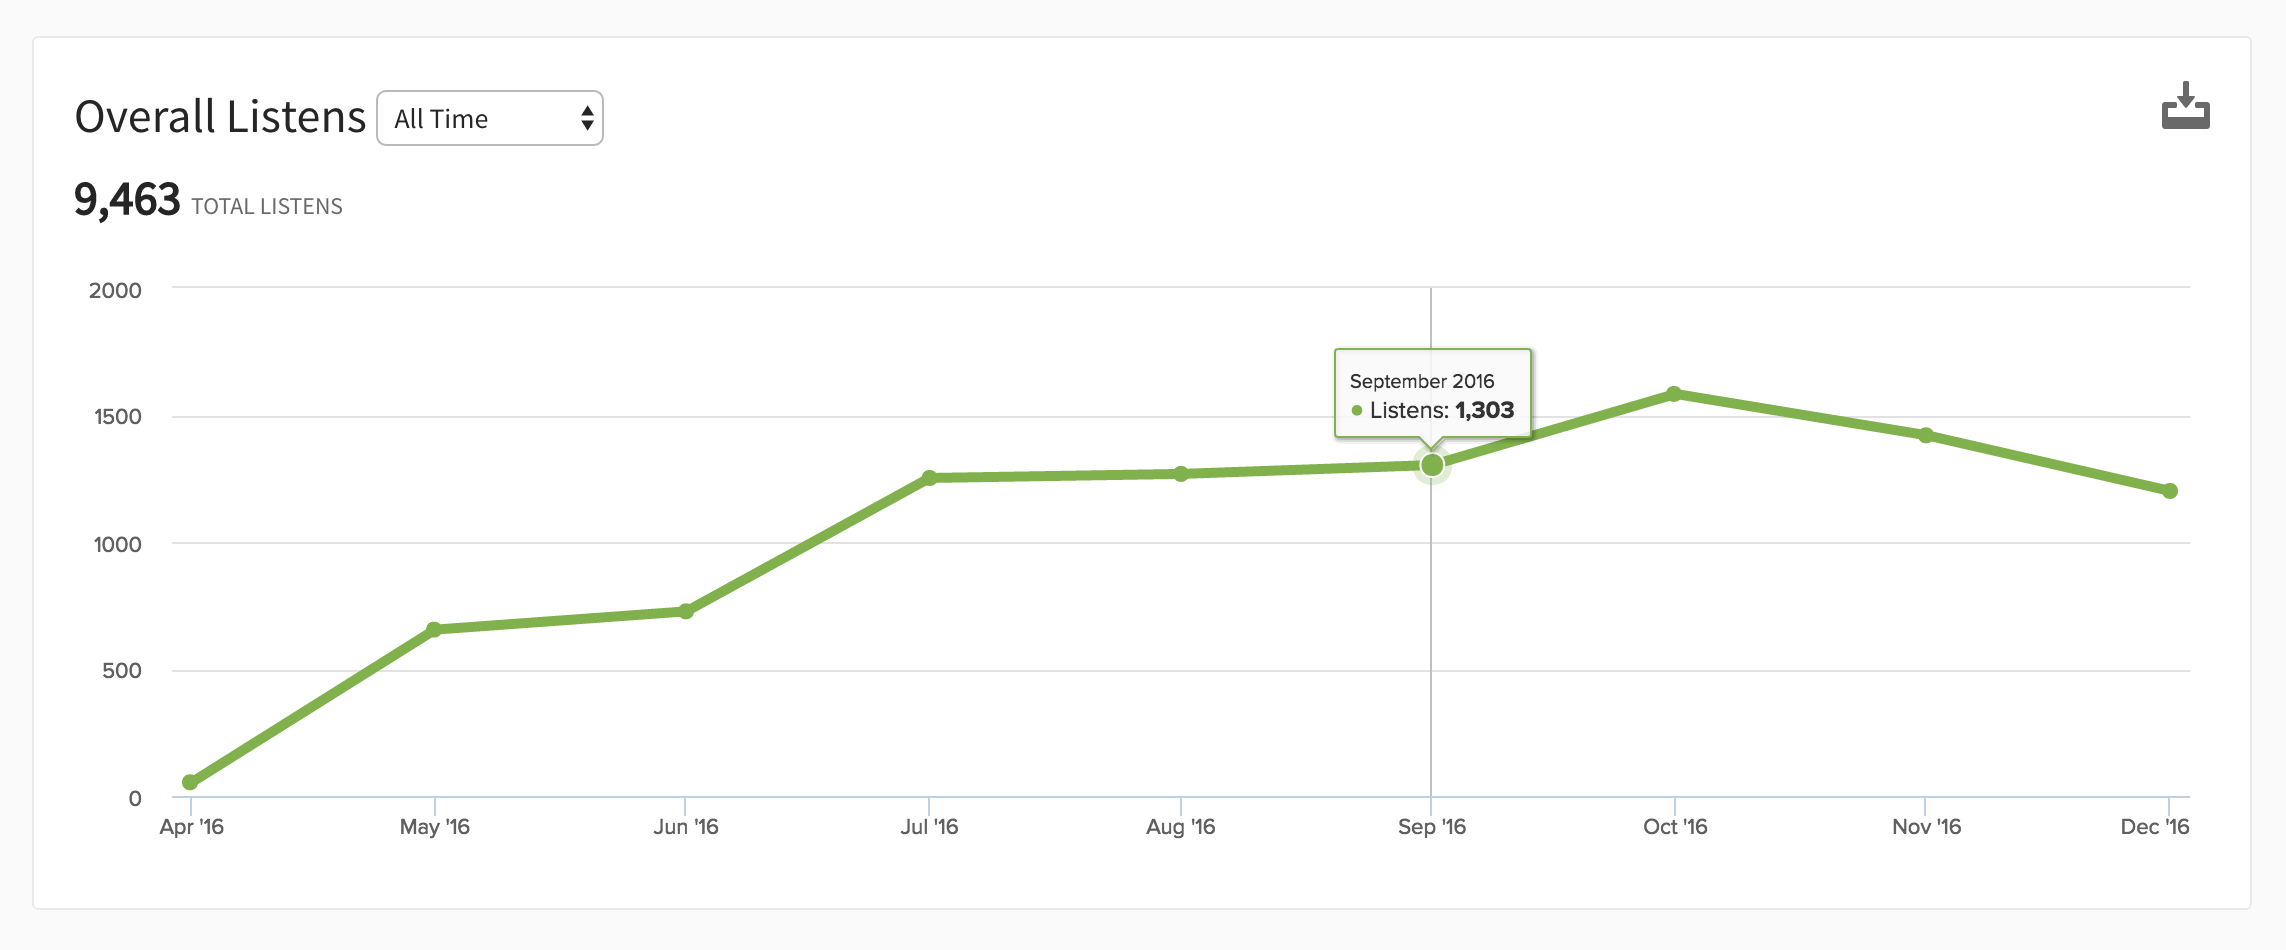 Overall Listens All Time
9,463 TOTAL LISTENS
2000
September 2016
Listens: 1,303
1500
1000
500
0
Apr '16 May '16 Jun '16 Jul '16 Aug '16 Sep '16 Oct '16 Nov '16 Dec '16